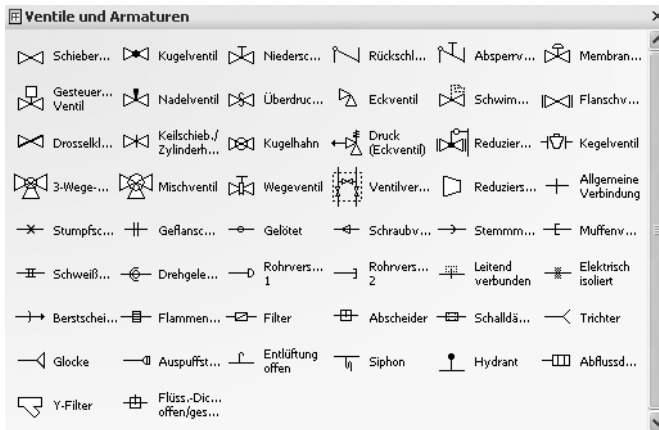 Ventile und Armaturen
Schieber... Kugelventil Niedersc... Rückschl... Absperrv... Membran...
Gesteuer... Ventil Nadelventil Überdruc... Eckventil Schwim... Flanschv...
Drosselkl... Keilschieb./ Zylinderh... Kugelhahn Druck (Eckventil) Reduzier... Kegelventil
3-Wege-... Mischventil Wegeventil Ventilver... Reduziers... Allgemeine Verbindung
Stumpfsc... Geflansc... Gelötet Schraubv... Stemmm... Muffenv...
Schweiß... Drehgele... Rohrvers... 1 Rohrvers... 2 Leitend verbunden Elektrisch isoliert
Berstschei... Flammen... Filter Abscheider Schalldä... Trichter
Glocke Auspuffst... Entlüftung offen Siphon Hydrant Abflussd...
Y-Filter Flüss.-Dic... offen/ges...